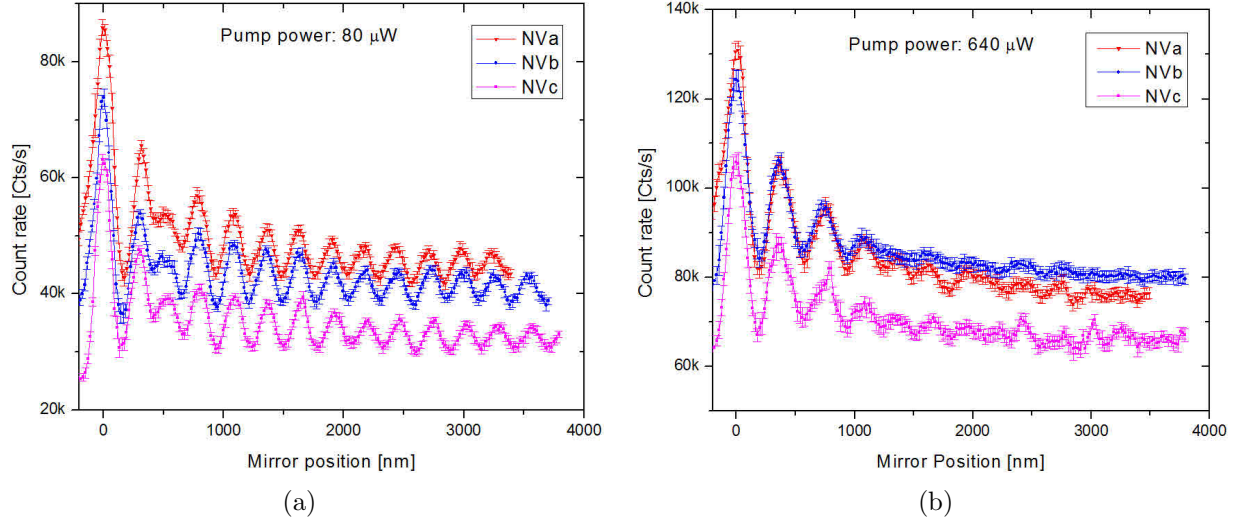 Pump power: 80 μW
NVa
NVb
NVc
Count rate [Cts/s]
80k
60k
40k
20k
0
1000
2000
3000
4000
Mirror position [nm]
(a)
Pump power: 640 μW
NVa
NVb
NVc
Count rate [Cts/s]
140k
120k
100k
80k
60k
0
1000
2000
3000
4000
Mirror Position [nm]
(b)